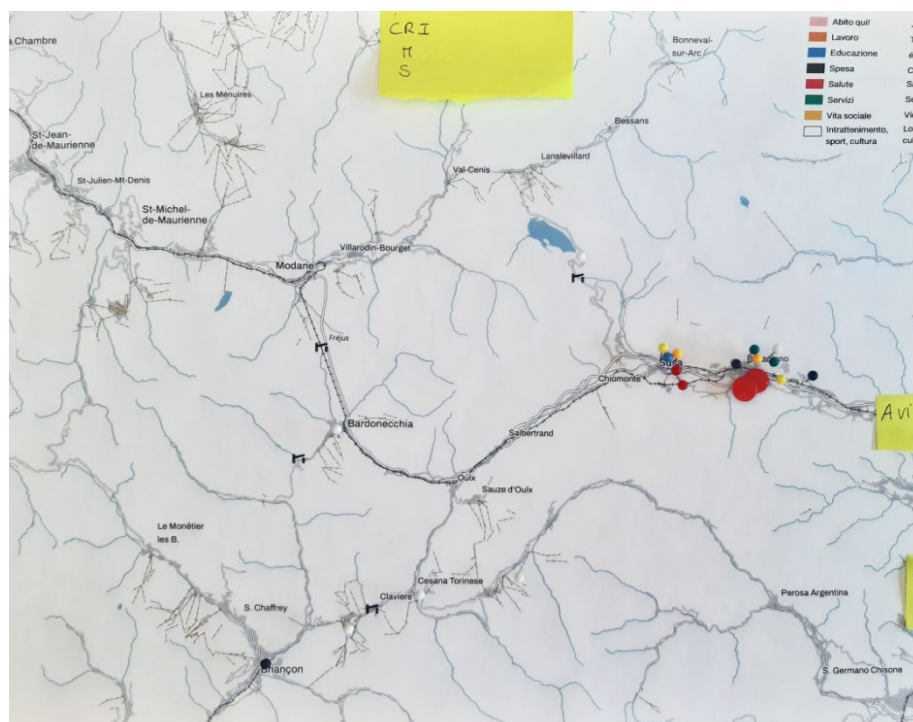 CRI
M
S
Bonneval-
sur-Arc
Abito qui!
Lavoro
Educazione
Spesa
Salute
Servizi
Vita sociale
Intrattenimento,
sport, cultura
Chambre
Les Ménuires
St-Jean-
de-Maurienne
Bessans
Lanslevillard
Val-Cenis
St-Julien-Mt-Denis
St-Michel-
de-Maurienne
Villarodin-Bourget
Modane
Fréjus
Susa
Chiomonte
Avi
Bardonecchia
Salbertrand
Oulx
Sauze d'Oulx
Le Monêtier
les B.
Cesana Torinese
Claviere
S. Chaffrey
Perosa Argentina
Briançon
S. Germano Chisone